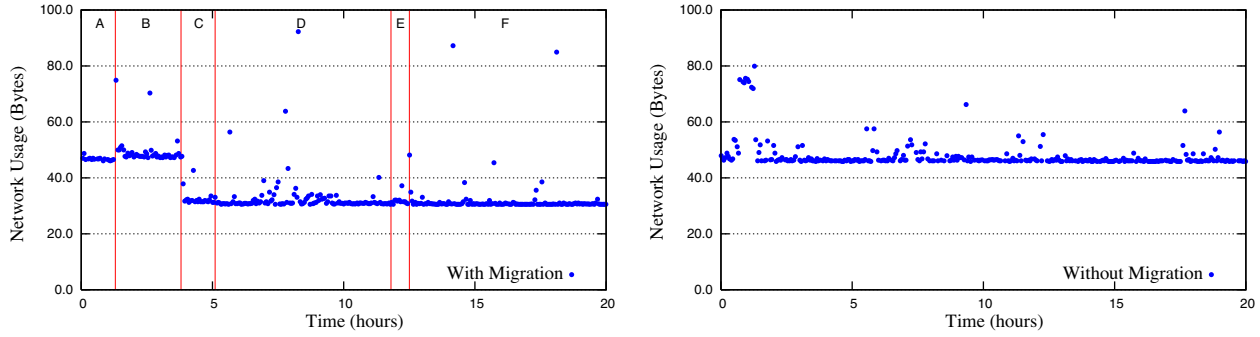 100.0
80.0
60.0
40.0
20.0
0.0
Network Usage (Bytes)
A B C D E F
With Migration
0 5 10 15 20
Time (hours)
100.0
80.0
60.0
40.0
20.0
0.0
Network Usage (Bytes)
Without Migration
0 5 10 15 20
Time (hours)